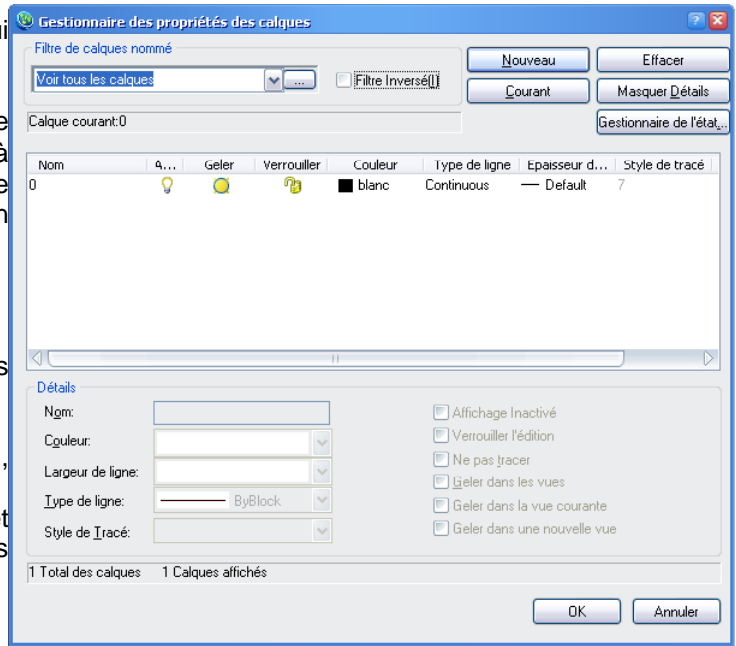 Gestionnaire des propriétés des calques
Filtre de calques nommé
Voir tous les calques
...
Filtre Inversé(I)
Nouveau
Effacer
Courant
Masquer Détails
Calque courant:0
Gestionnaire de l'état...
Nom A... Geler Verrouiller Couleur Type de ligne Epaisseur d... Style de tracé
0 blanc Continuous Default 7
Détails
Nom:
Couleur:
Largeur de ligne:
Type de ligne: ByBlock
Style de Tracé:
Affichage Inactivé
Verrouiller l'édition
Ne pas tracer
Geler dans les vues
Geler dans la vue courante
Geler dans une nouvelle vue
1 Total des calques 1 Calques affichés
OK
Annuler